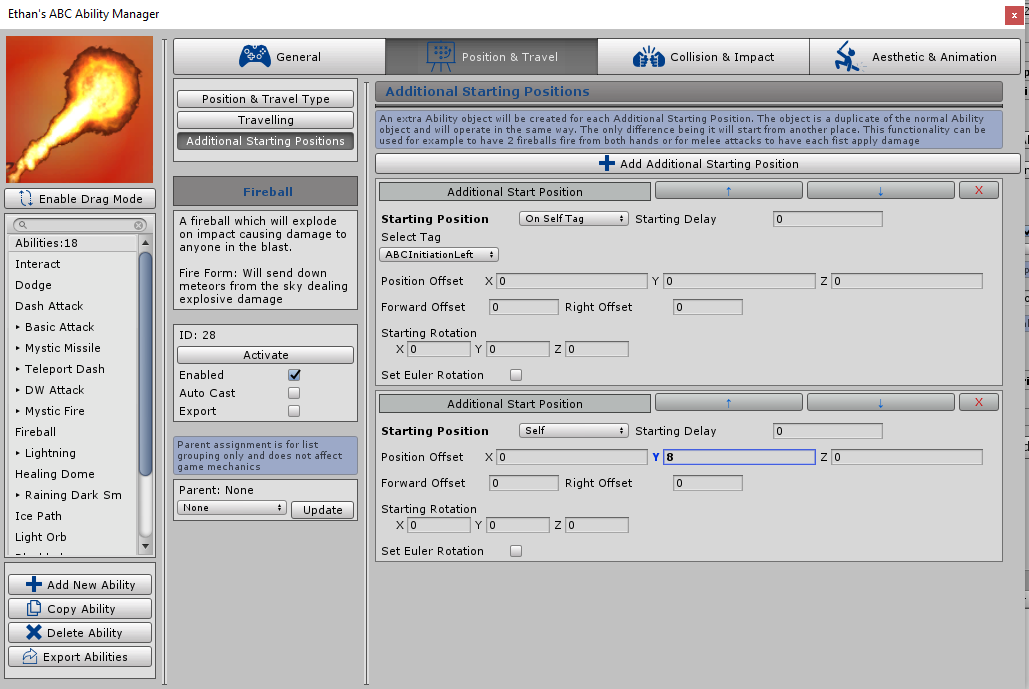 Ethan's ABC Ability Manager
x
General
Position & Travel
Collision & Impact
Aesthetic & Animation
Enable Drag Mode
Abilities:18
Interact
Dodge
Dash Attack
Basic Attack
Mystic Missile
Teleport Dash
DW Attack
Mystic Fire
Fireball
Lightning
Healing Dome
Raining Dark Sm
Ice Path
Light Orb
Add New Ability
Copy Ability
Delete Ability
Export Abilities
Position & Travel Type
Travelling
Additional Starting Positions
Fireball
A fireball which will explode
on impact causing damage to
anyone in the blast.
Fire Form: Will send down
meteors from the sky dealing
explosive damage
ID: 28
Activate
Enabled
Auto Cast
Export
Parent assignment is for list
grouping only and does not affect
game mechanics
Parent: None
None Update
Additional Starting Positions
An extra Ability object will be created for each Additional Starting Position. The object is a duplicate of the normal Ability
object and will operate in the same way. The only difference being it will start from another place. This functionality can be
used for example to have 2 fireballs fire from both hands or for melee attacks to have each fist apply damage
Add Additional Starting Position
Additional Start Position ↑ ↓ X
Starting Position On Self Tag Starting Delay 0
Select Tag
ABCInitiationLeft
Position Offset X 0 Y 0 Z 0
Forward Offset 0 Right Offset 0
Starting Rotation
X 0 Y 0 Z 0
Set Euler Rotation
Additional Start Position ↑ ↓ X
Starting Position Self Starting Delay 0
Position Offset X 0 Y 8 Z 0
Forward Offset 0 Right Offset 0
Starting Rotation
X 0 Y 0 Z 0
Set Euler Rotation